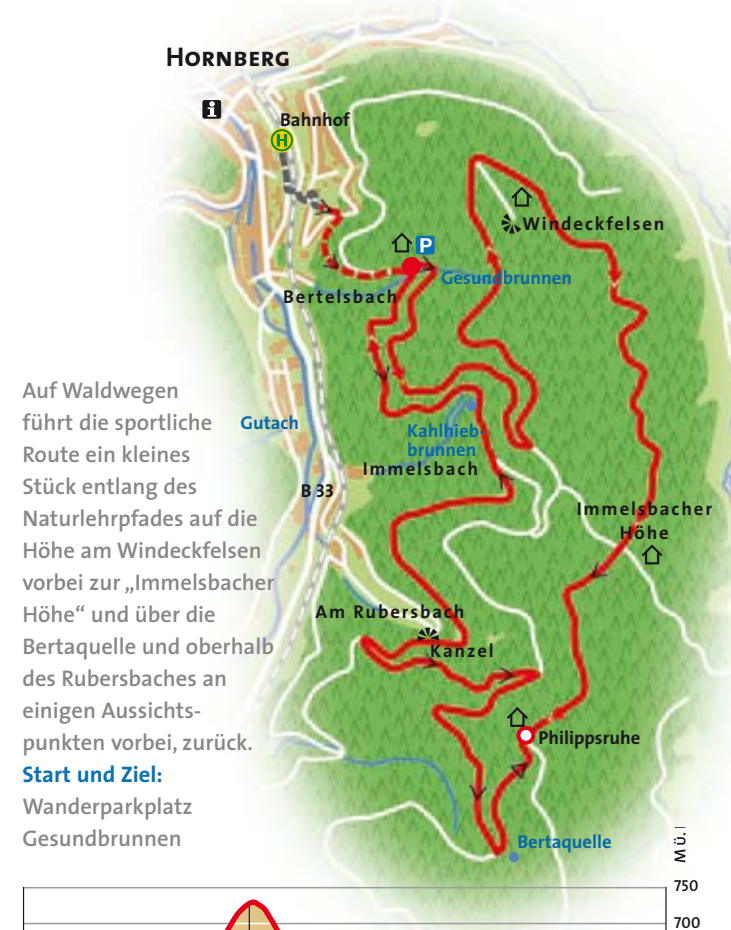 HORNBERG
i
Bahnhof
H
P
Windeckfelsen
Gesundbrunnen
Bertelsbach
Auf Waldwegen
führt die sportliche
Route ein kleines
Stück entlang des
Naturlehrpfades auf die
Höhe am Windeckfelsen
vorbei zur „Immelsbacher
Höhe“ und über die
Bertaquelle und oberhalb
des Rubersbaches an
einigen Aussichts-
punkten vorbei, zurück.
Start und Ziel:
Wanderparkplatz
Gesundbrunnen
Gutach
Kahlhieb-
brunnen
Immelsbach
B 33
Immelsbacher
Höhe
Am Rubersbach
Kanzel
Philippsruhe
Bertaquelle
M ü.
750
700